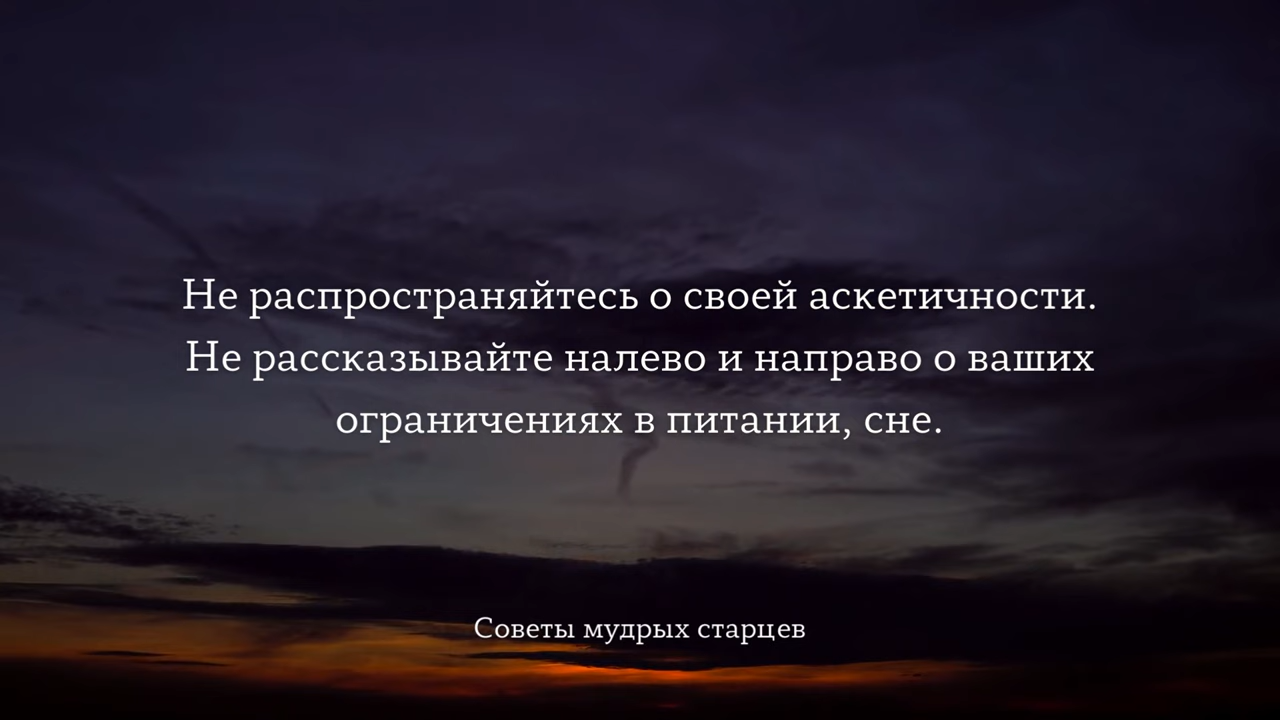 Не распространяйтесь о своей аскетичности.
Не рассказывайте налево и направо о ваших
ограничениях в питании, сне.
Советы мудрых старцев